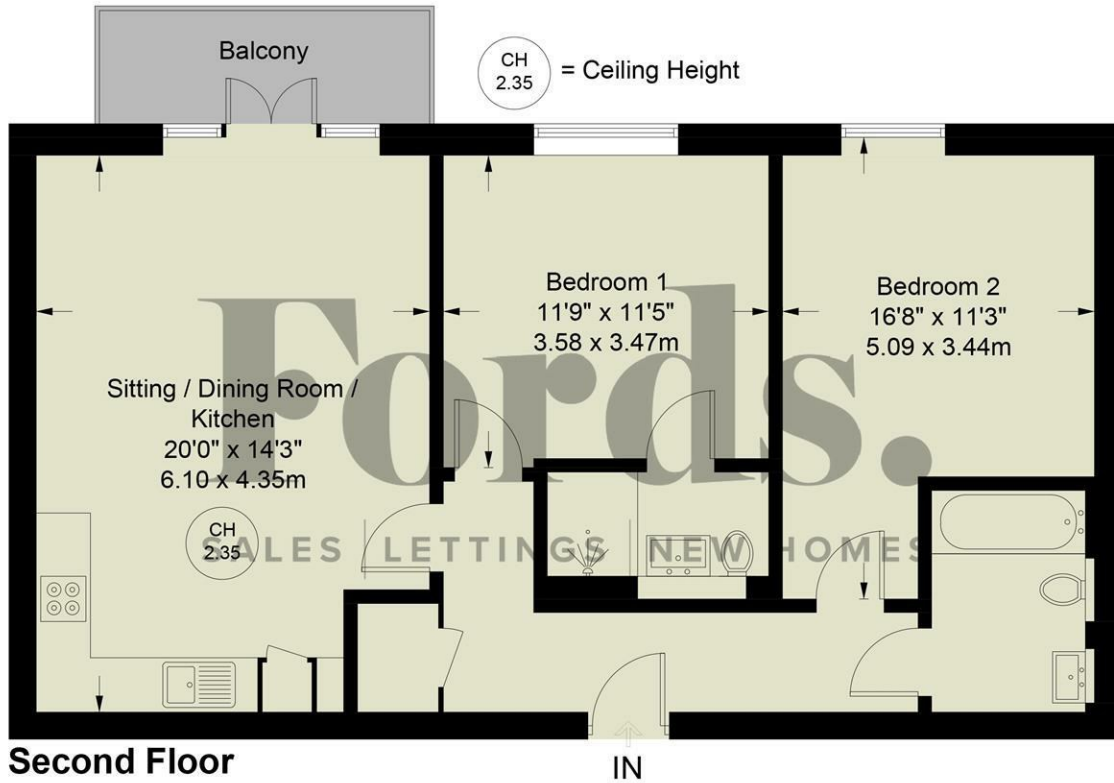 Balcony
CH
2.35
= Ceiling Height
Bedroom 1
11'9" x 11'5"
3.58 x 3.47m
Bedroom 2
16'8" x 11'3"
5.09 x 3.44m
Sitting / Dining Room /
Kitchen
20'0" x 14'3"
6.10 x 4.35m
CH
2.35
Fords.
SALES LETTINGS NEW HOMES
Second Floor
IN